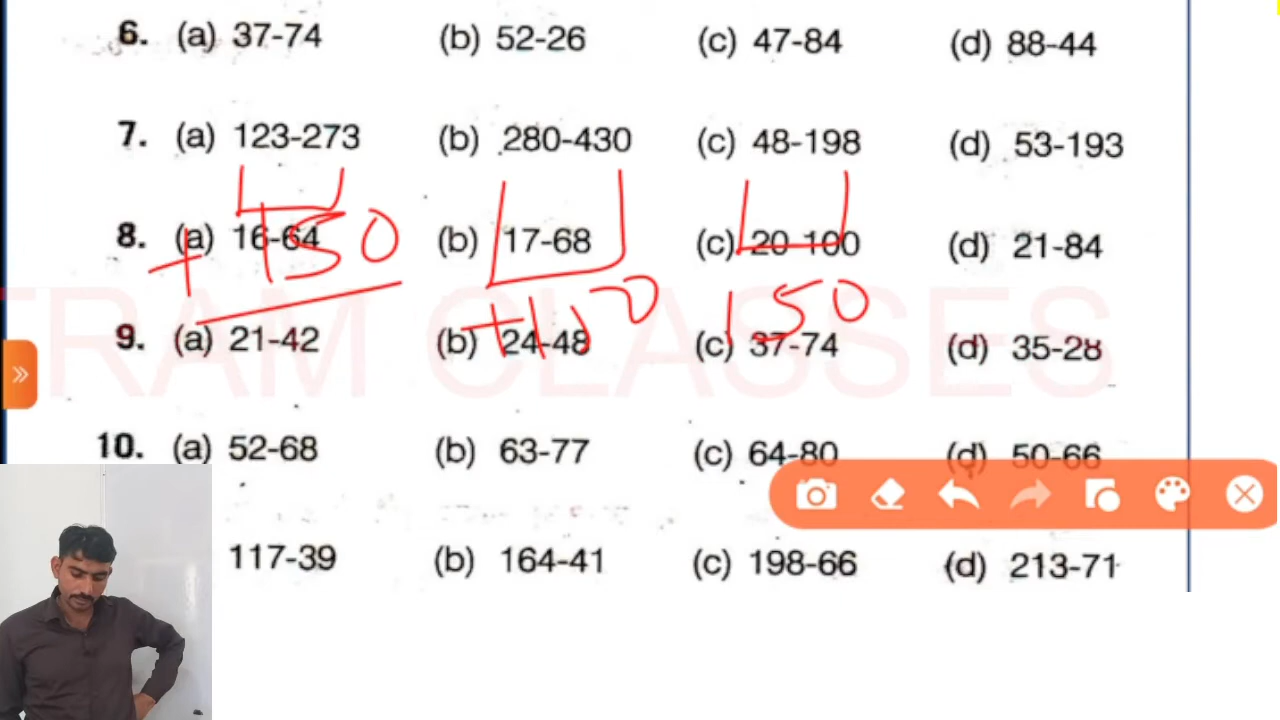 6. (a) 37-74 (b) 52-26 (c) 47-84 (d) 88-44
7. (a) 123-273 (b) 280-430 (c) 48-198 (d) 53-193
8. (a) 16-64 (b) 17-68 (c) 20-100 (d) 21-84
+150 +150 150
9. (a) 21-42 (b) 24-48 (c) 37-74 (d) 35-28
RAM CLASSES
10. (a) 52-68 (b) 63-77 (c) 64-80 (d) 50-66
117-39 (b) 164-41 (c) 198-66 (d) 213-71